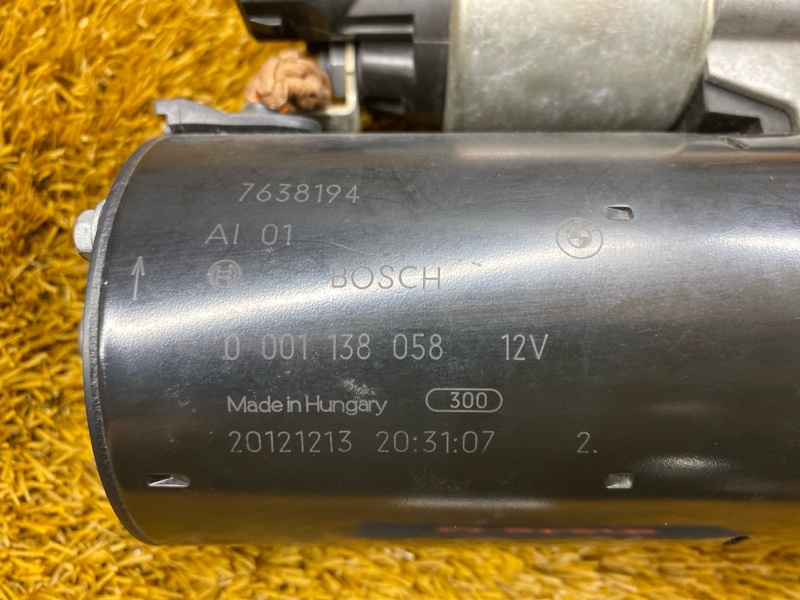 7638194
AI 01
BOSCH
0 001 138 058 12V
Made in Hungary 300
20121213 20:31:07 2.